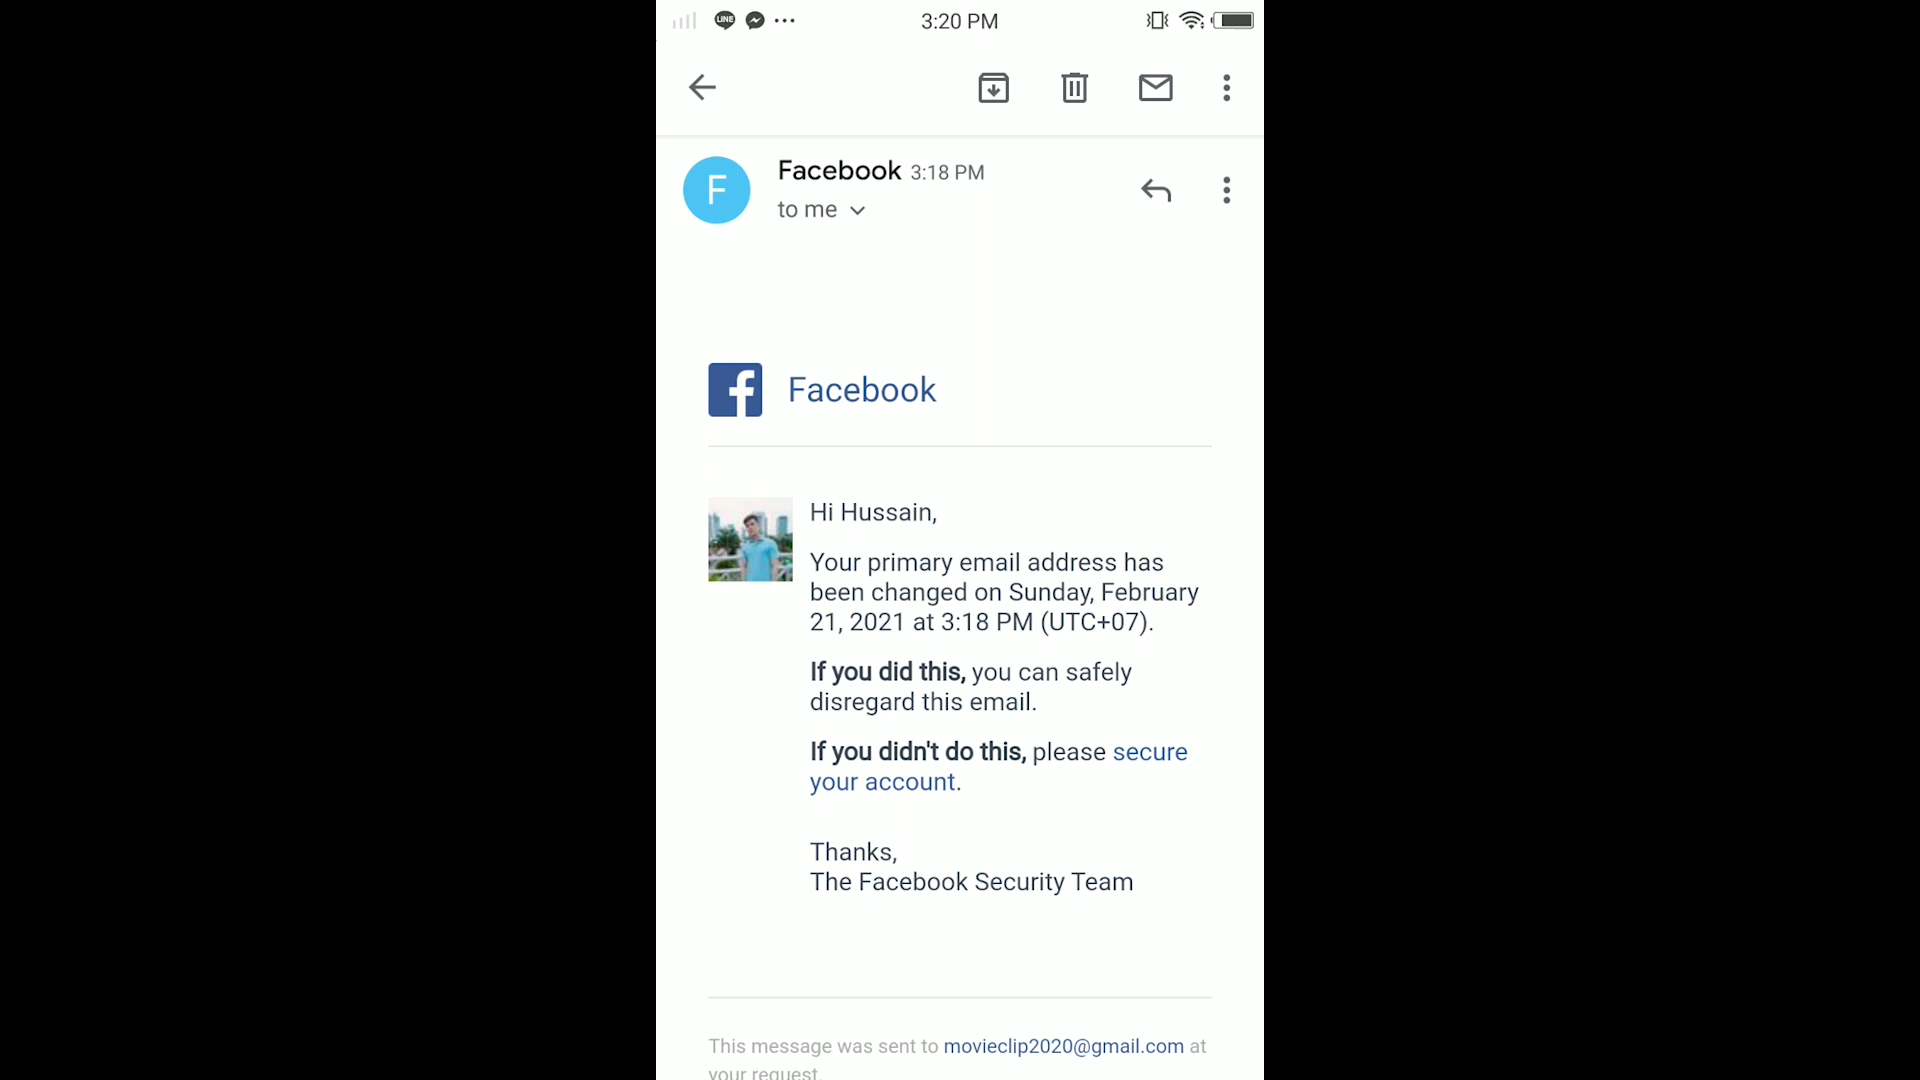 LINE
3:20 PM
F
Facebook 3:18 PM
to me
f
Facebook
Hi Hussain,
Your primary email address has
been changed on Sunday, February
21, 2021 at 3:18 PM (UTC+07).
If you did this, you can safely
disregard this email.
If you didn't do this, please secure
your account.
Thanks,
The Facebook Security Team
This message was sent to movieclip2020@gmail.com at
your request.